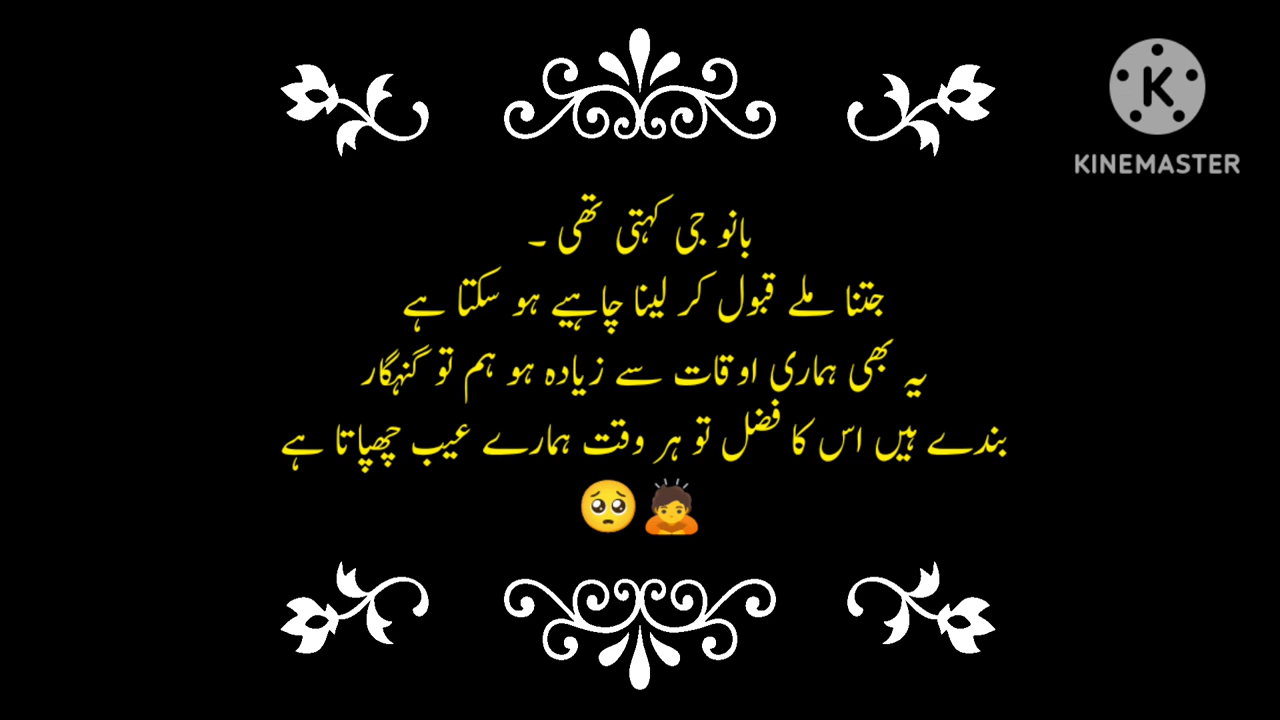 KINEMASTER
بانو جی کہتی تھی ۔
جتنا ملے قبول کر لینا چاہیے ہو سکتا ہے
یہ بھی ہماری اوقات سے زیادہ ہو ہم تو گنہگار
بندے ہیں اس کا فضل تو ہر وقت ہمارے عیب چھپاتا ہے
🥺🙇